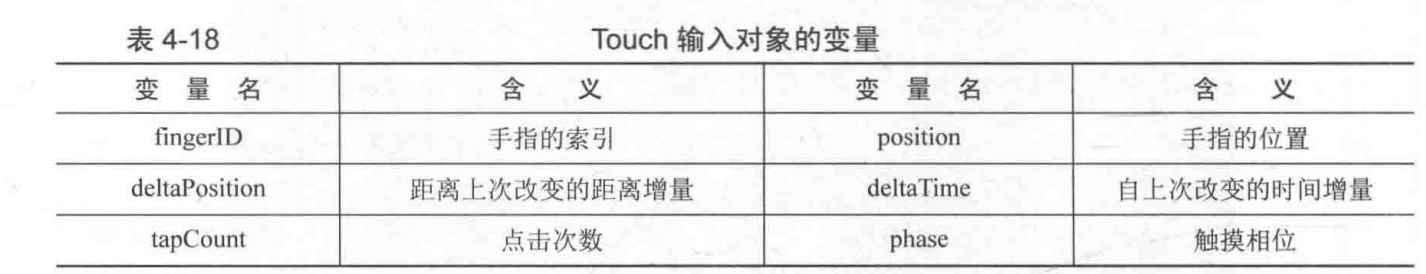 表 4-18 Touch 输入对象的变量
变 量 名 含 义 变 量 名 含 义
fingerID 手指的索引 position 手指的位置
deltaPosition 距离上次改变的距离增量 deltaTime 自上次改变的时间增量
tapCount 点击次数 phase 触摸相位